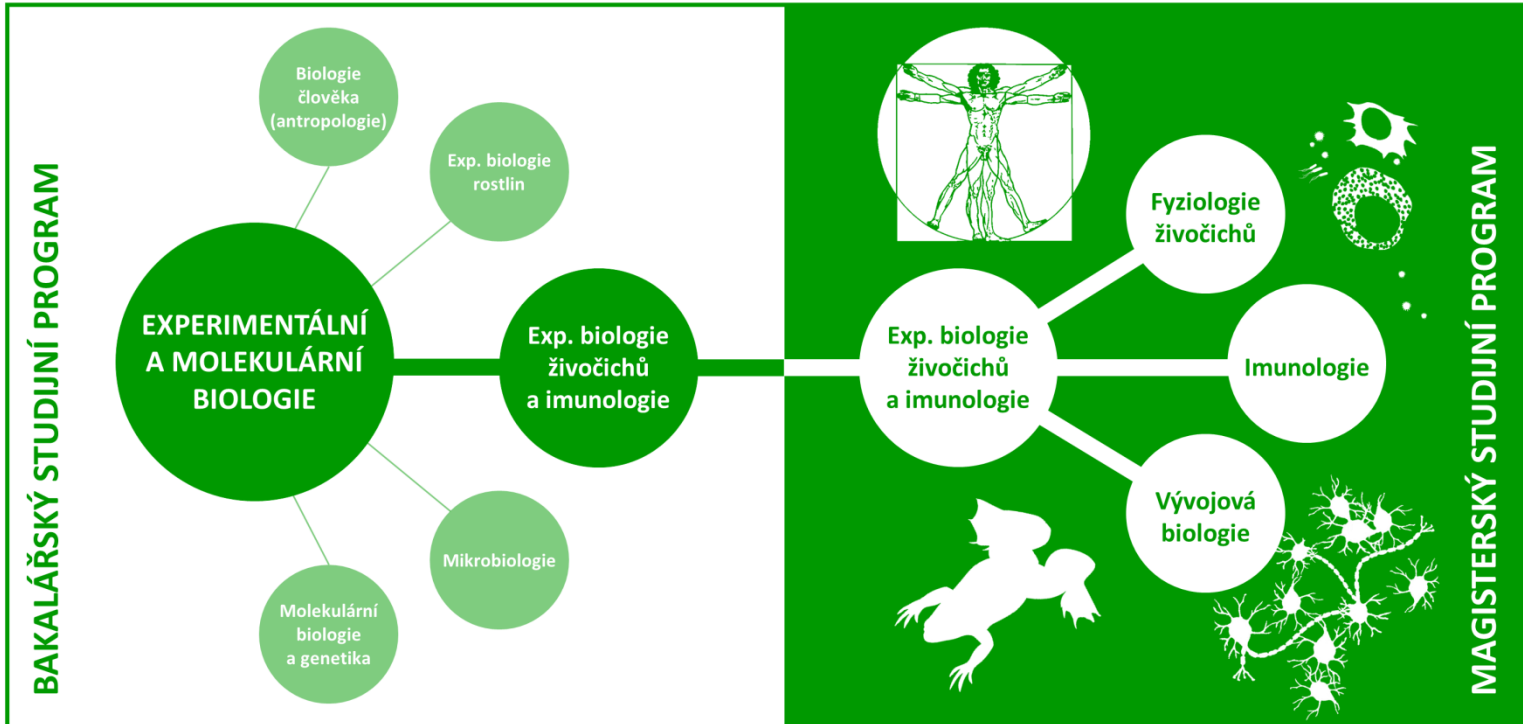 BAKALÁŘSKÝ STUDIJNÍ PROGRAM
Biologie
člověka
(antropologie)
Exp. biologie
rostlin
EXPERIMENTÁLNÍ
A MOLEKULÁRNÍ
BIOLOGIE
Exp. biologie
živočichů
a imunologie
Mikrobiologie
Molekulární
biologie
a genetika
Exp. biologie
živočichů
a imunologie
Fyziologie
živočichů
Imunologie
Vývojová
biologie
MAGISTERSKÝ STUDIJNÍ PROGRAM